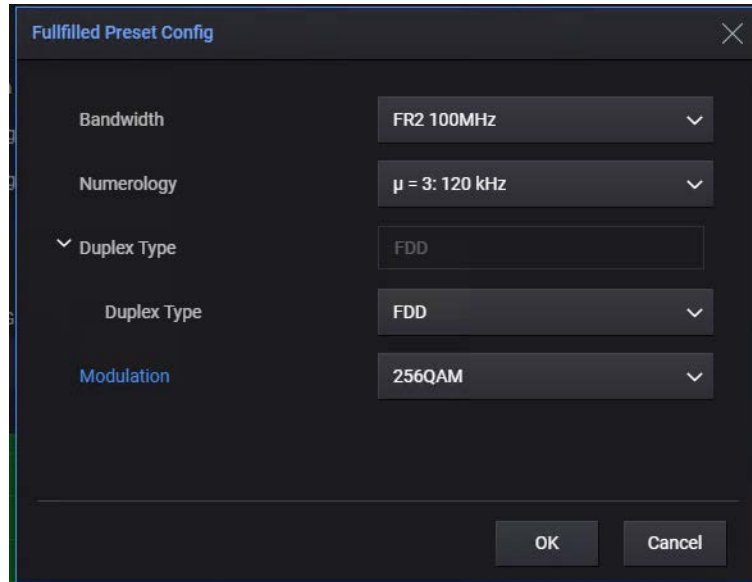 Fullfilled Preset Config
Bandwidth FR2 100MHz
Numerology μ = 3: 120 kHz
Duplex Type FDD
Duplex Type FDD
Modulation 256QAM
OK Cancel